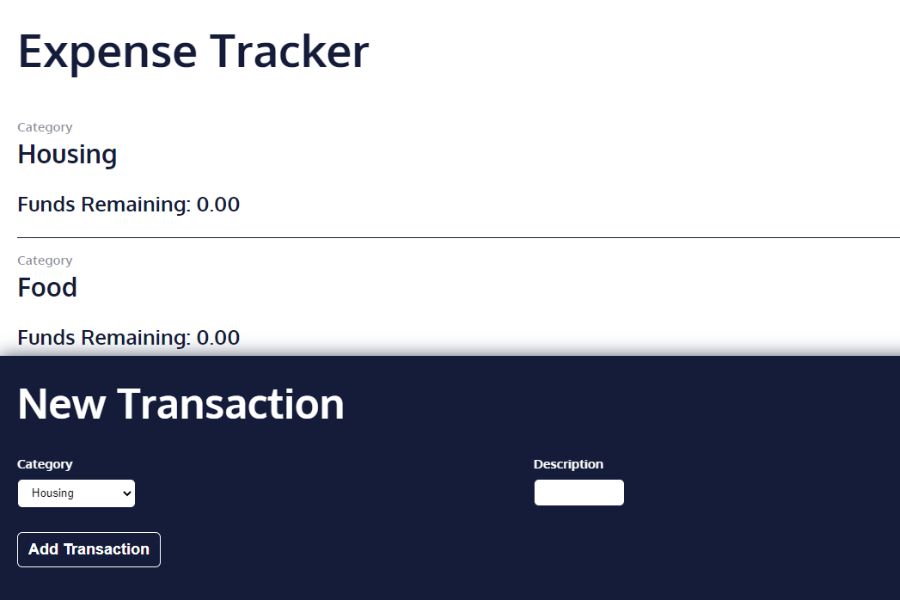 Expense Tracker
Category
Housing
Funds Remaining: 0.00
Category
Food
Funds Remaining: 0.00
New Transaction
Category
Description
Housing
Add Transaction